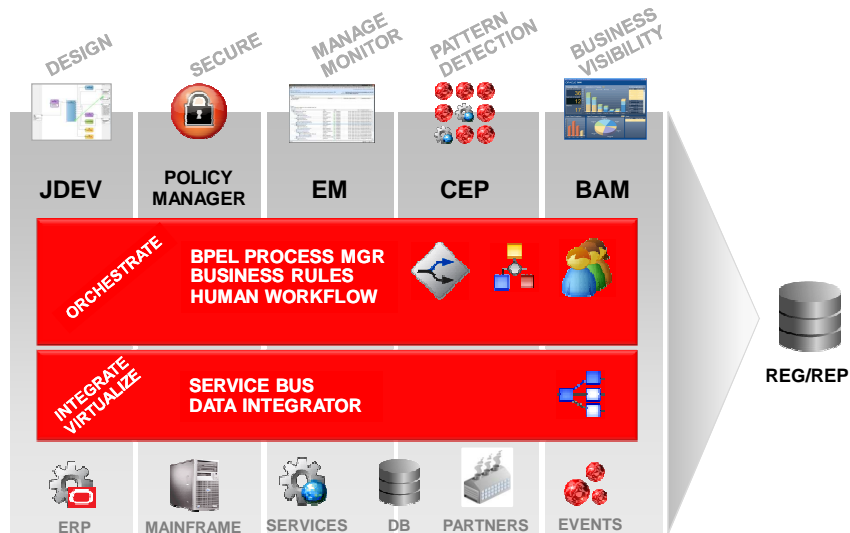 DESIGN
SECURE
MANAGE
MONITOR
PATTERN
DETECTION
BUSINESS
VISIBILITY
JDEV
POLICY
MANAGER
EM
CEP
BAM
ORCHESTRATE
BPEL PROCESS MGR
BUSINESS RULES
HUMAN WORKFLOW
INTEGRATE
VIRTUALIZE
SERVICE BUS
DATA INTEGRATOR
REG/REP
ERP
MAINFRAME
SERVICES
DB
PARTNERS
EVENTS